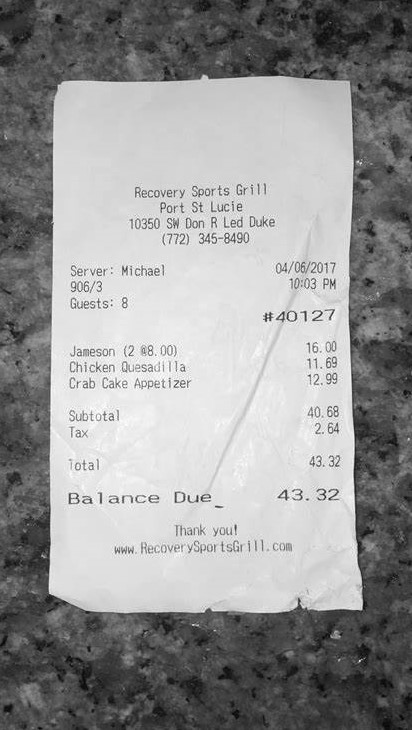 Recovery Sports Grill
Port St Lucie
10350 SW Don R Led Duke
(772) 345-8490
Server: Michael 04/06/2017
906/3 10:03 PM
Guests: 8
#40127
Jameson (2 @8.00) 16.00
Chicken Quesadilla 11.69
Crab Cake Appetizer 12.99
Subtotal 40.68
Tax 2.64
Total 43.32
Balance Due 43.32
Thank you!
www.RecoverySportsGrill.com